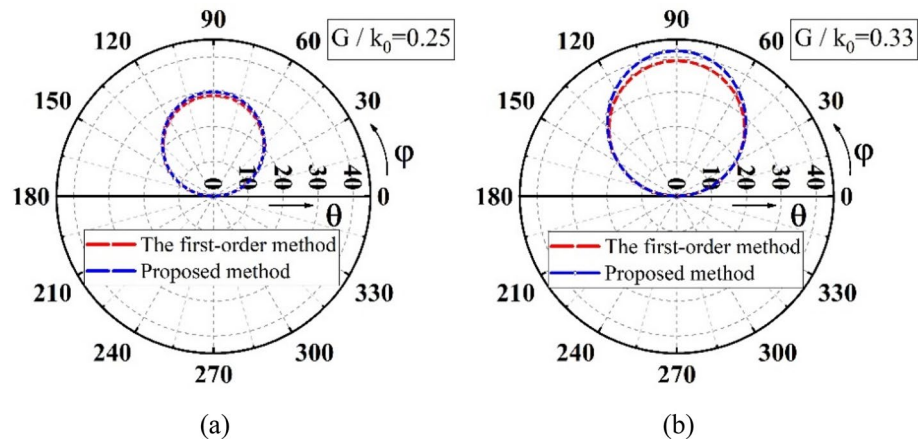 90
120
60
G / k0=0.25
150
30
φ
180
0 10 20 30 40 0
θ
The first-order method
Proposed method
210
330
240
300
270
(a)
90
120
60
G / k0=0.33
150
30
φ
180
0 10 20 30 40 0
θ
The first-order method
Proposed method
210
330
240
300
270
(b)